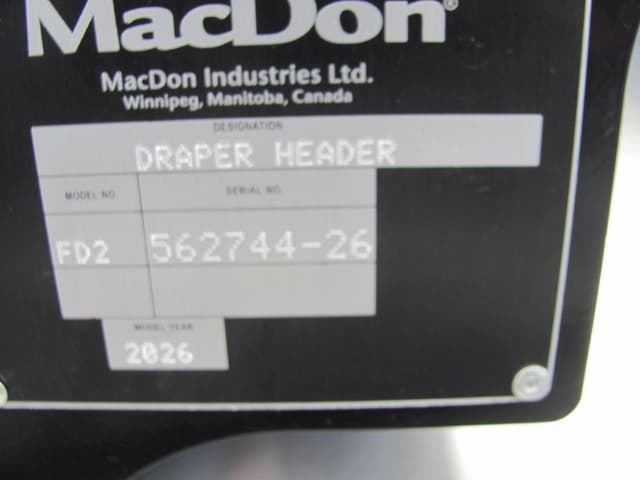 MacDon®
MacDon Industries Ltd.
Winnipeg, Manitoba, Canada
DESIGNATION
DRAPER HEADER
MODEL NO. SERIAL NO.
FD2 562744-26
MODEL YEAR
2026